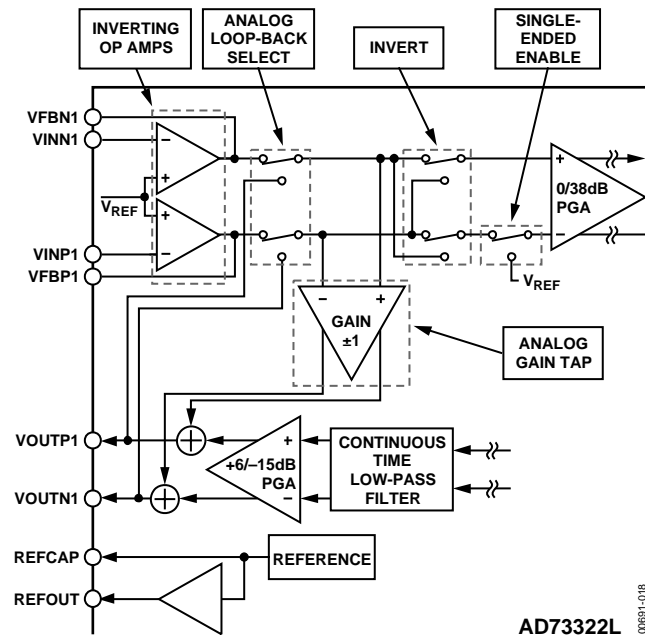 INVERTING
OP AMPS
ANALOG
LOOP-BACK
SELECT
INVERT
SINGLE-
ENDED
ENABLE
VFBN1
VINN1
VREF
VINP1
VFBP1
–
+
+
–
+
–
0/38dB
PGA
VREF
–
+
GAIN
±1
ANALOG
GAIN TAP
VOUTP1
VOUTN1
+
+6/–15dB
PGA
–
CONTINUOUS
TIME
LOW-PASS
FILTER
REFCAP
REFOUT
REFERENCE
AD73322L
00691-018